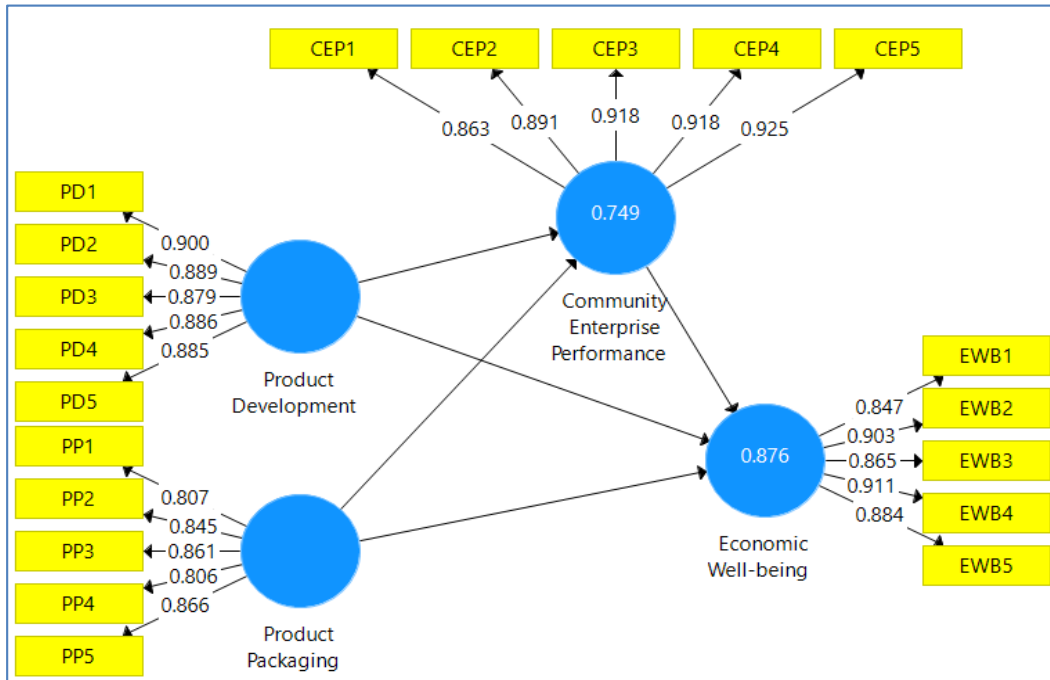 CEP1 CEP2 CEP3 CEP4 CEP5
0.863 0.891 0.918 0.918 0.925
0.749
Community
Enterprise
Performance
PD1
PD2
PD3
PD4
PD5
0.900
0.889
0.879
0.886
0.885
Product
Development
PP1
PP2
PP3
PP4
PP5
0.807
0.845
0.861
0.806
0.866
Product
Packaging
0.876
Economic
Well-being
0.847
0.903
0.865
0.911
0.884
EWB1
EWB2
EWB3
EWB4
EWB5